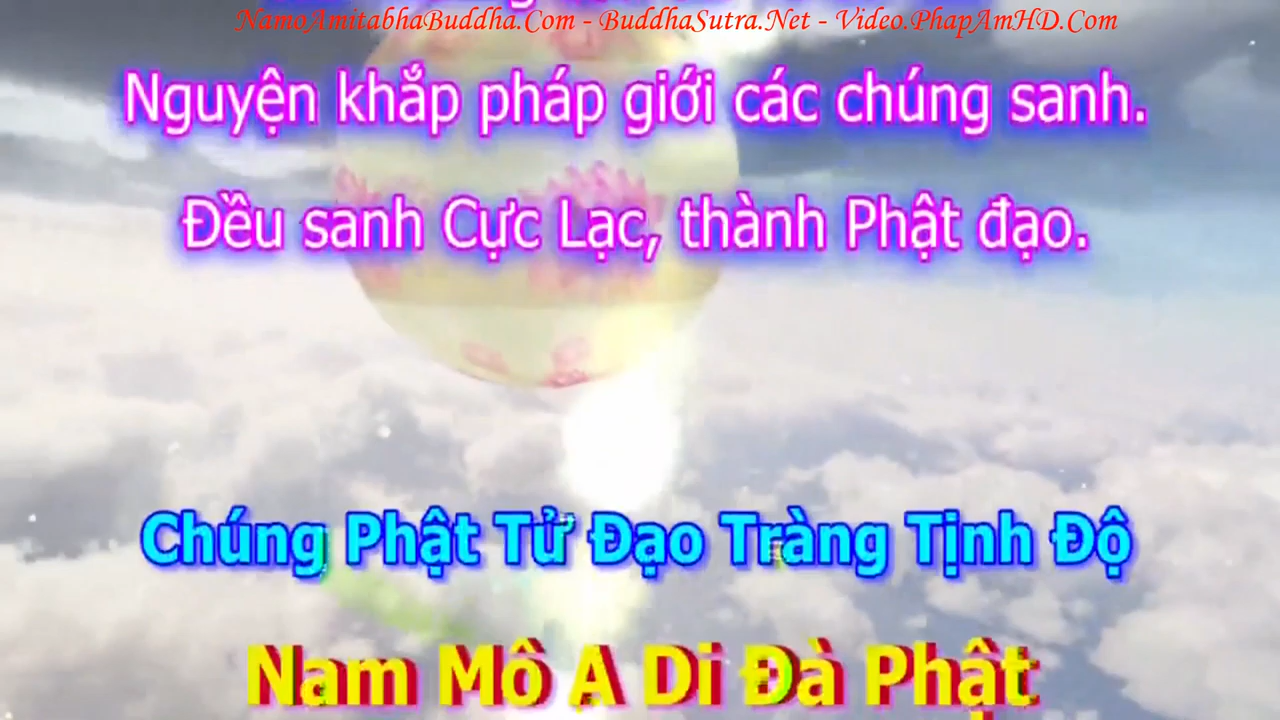 NamoAmitabhaBuddha.Com - BuddhaSutra.Net - Video.PhapAmHD.Com
Nguyện khắp pháp giới các chúng sanh.
Đều sanh Cực Lạc, thành Phật đạo.
Chúng Phật Tử Đạo Tràng Tịnh Độ
Nam Mô A Di Đà Phật